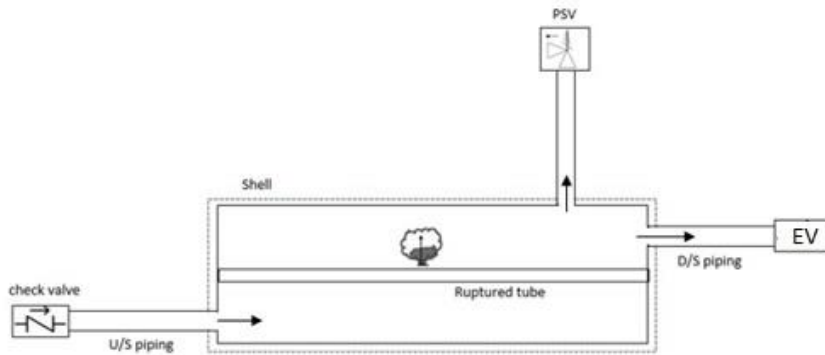 PSV
Shell
EV
D/S piping
Ruptured tube
check valve
U/S piping